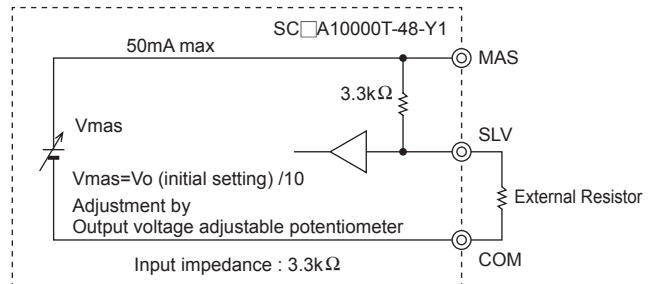 SC□A10000T-48-Y1
50mA max
MAS
3.3kΩ
Vmas
SLV
Vmas=Vo (initial setting) /10
Adjustment by
Output voltage adjustable potentiometer
External Resistor
Input impedance : 3.3kΩ
COM